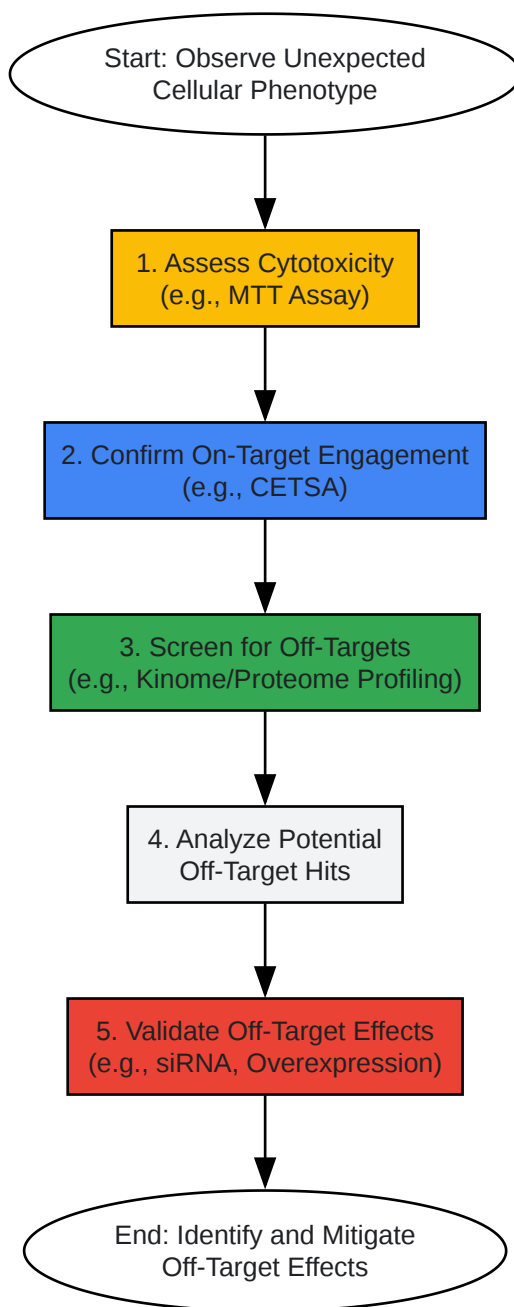 Start: Observe Unexpected
Cellular Phenotype
1. Assess Cytotoxicity
(e.g., MTT Assay)
2. Confirm On-Target Engagement
(e.g., CETSA)
3. Screen for Off-Targets
(e.g., Kinome/Proteome Profiling)
4. Analyze Potential
Off-Target Hits
5. Validate Off-Target Effects
(e.g., siRNA, Overexpression)
End: Identify and Mitigate
Off-Target Effects